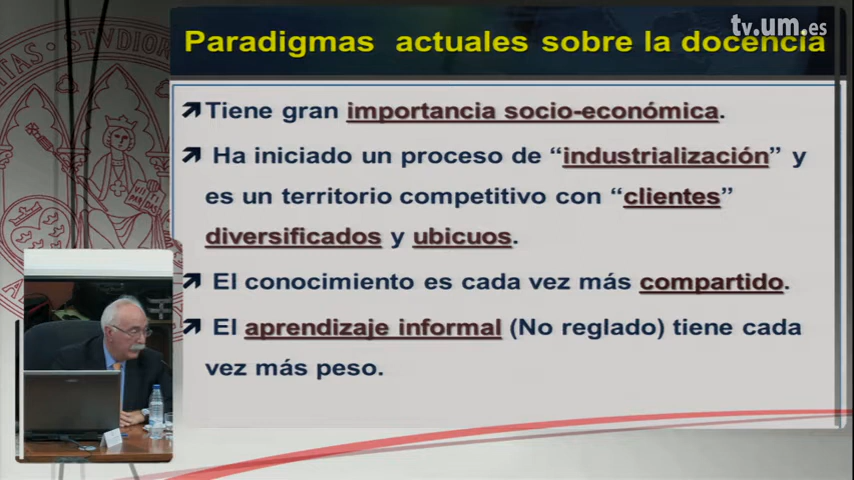 tv.um.es
Paradigmas actuales sobre la docencia
Tiene gran importancia socio-económica.
Ha iniciado un proceso de “industrialización” y
es un territorio competitivo con “clientes”
diversificados y ubicuos.
El conocimiento es cada vez más compartido.
El aprendizaje informal (No reglado) tiene cada
vez más peso.